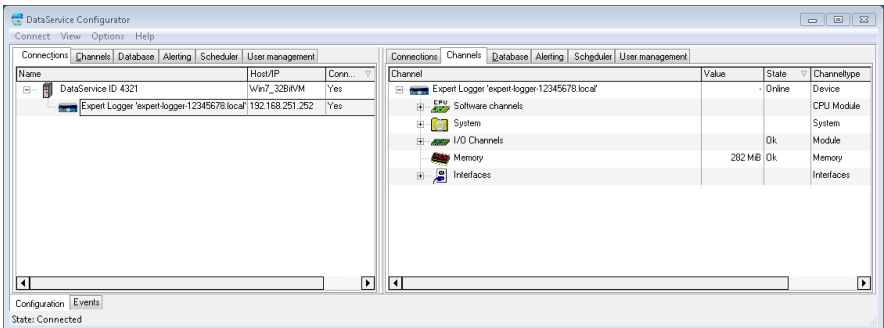 DataService Configurator
Connect View Options Help
Connections Channels Database Alerting Scheduler User management
Name Host/IP Conn...
DataService ID 4321 Win7_32BitVM Yes
Expert Logger 'expert-logger-12345678.local' 192.168.251.252 Yes
Connections Channels Database Alerting Scheduler User management
Channel Value State Channeltype
Expert Logger 'expert-logger-12345678.local' - Online Device
CPU Software channels CPU Module
System System
I/O Channels Ok Module
Memory 282 MiB Ok Memory
Interfaces Interfaces
Configuration Events
State: Connected